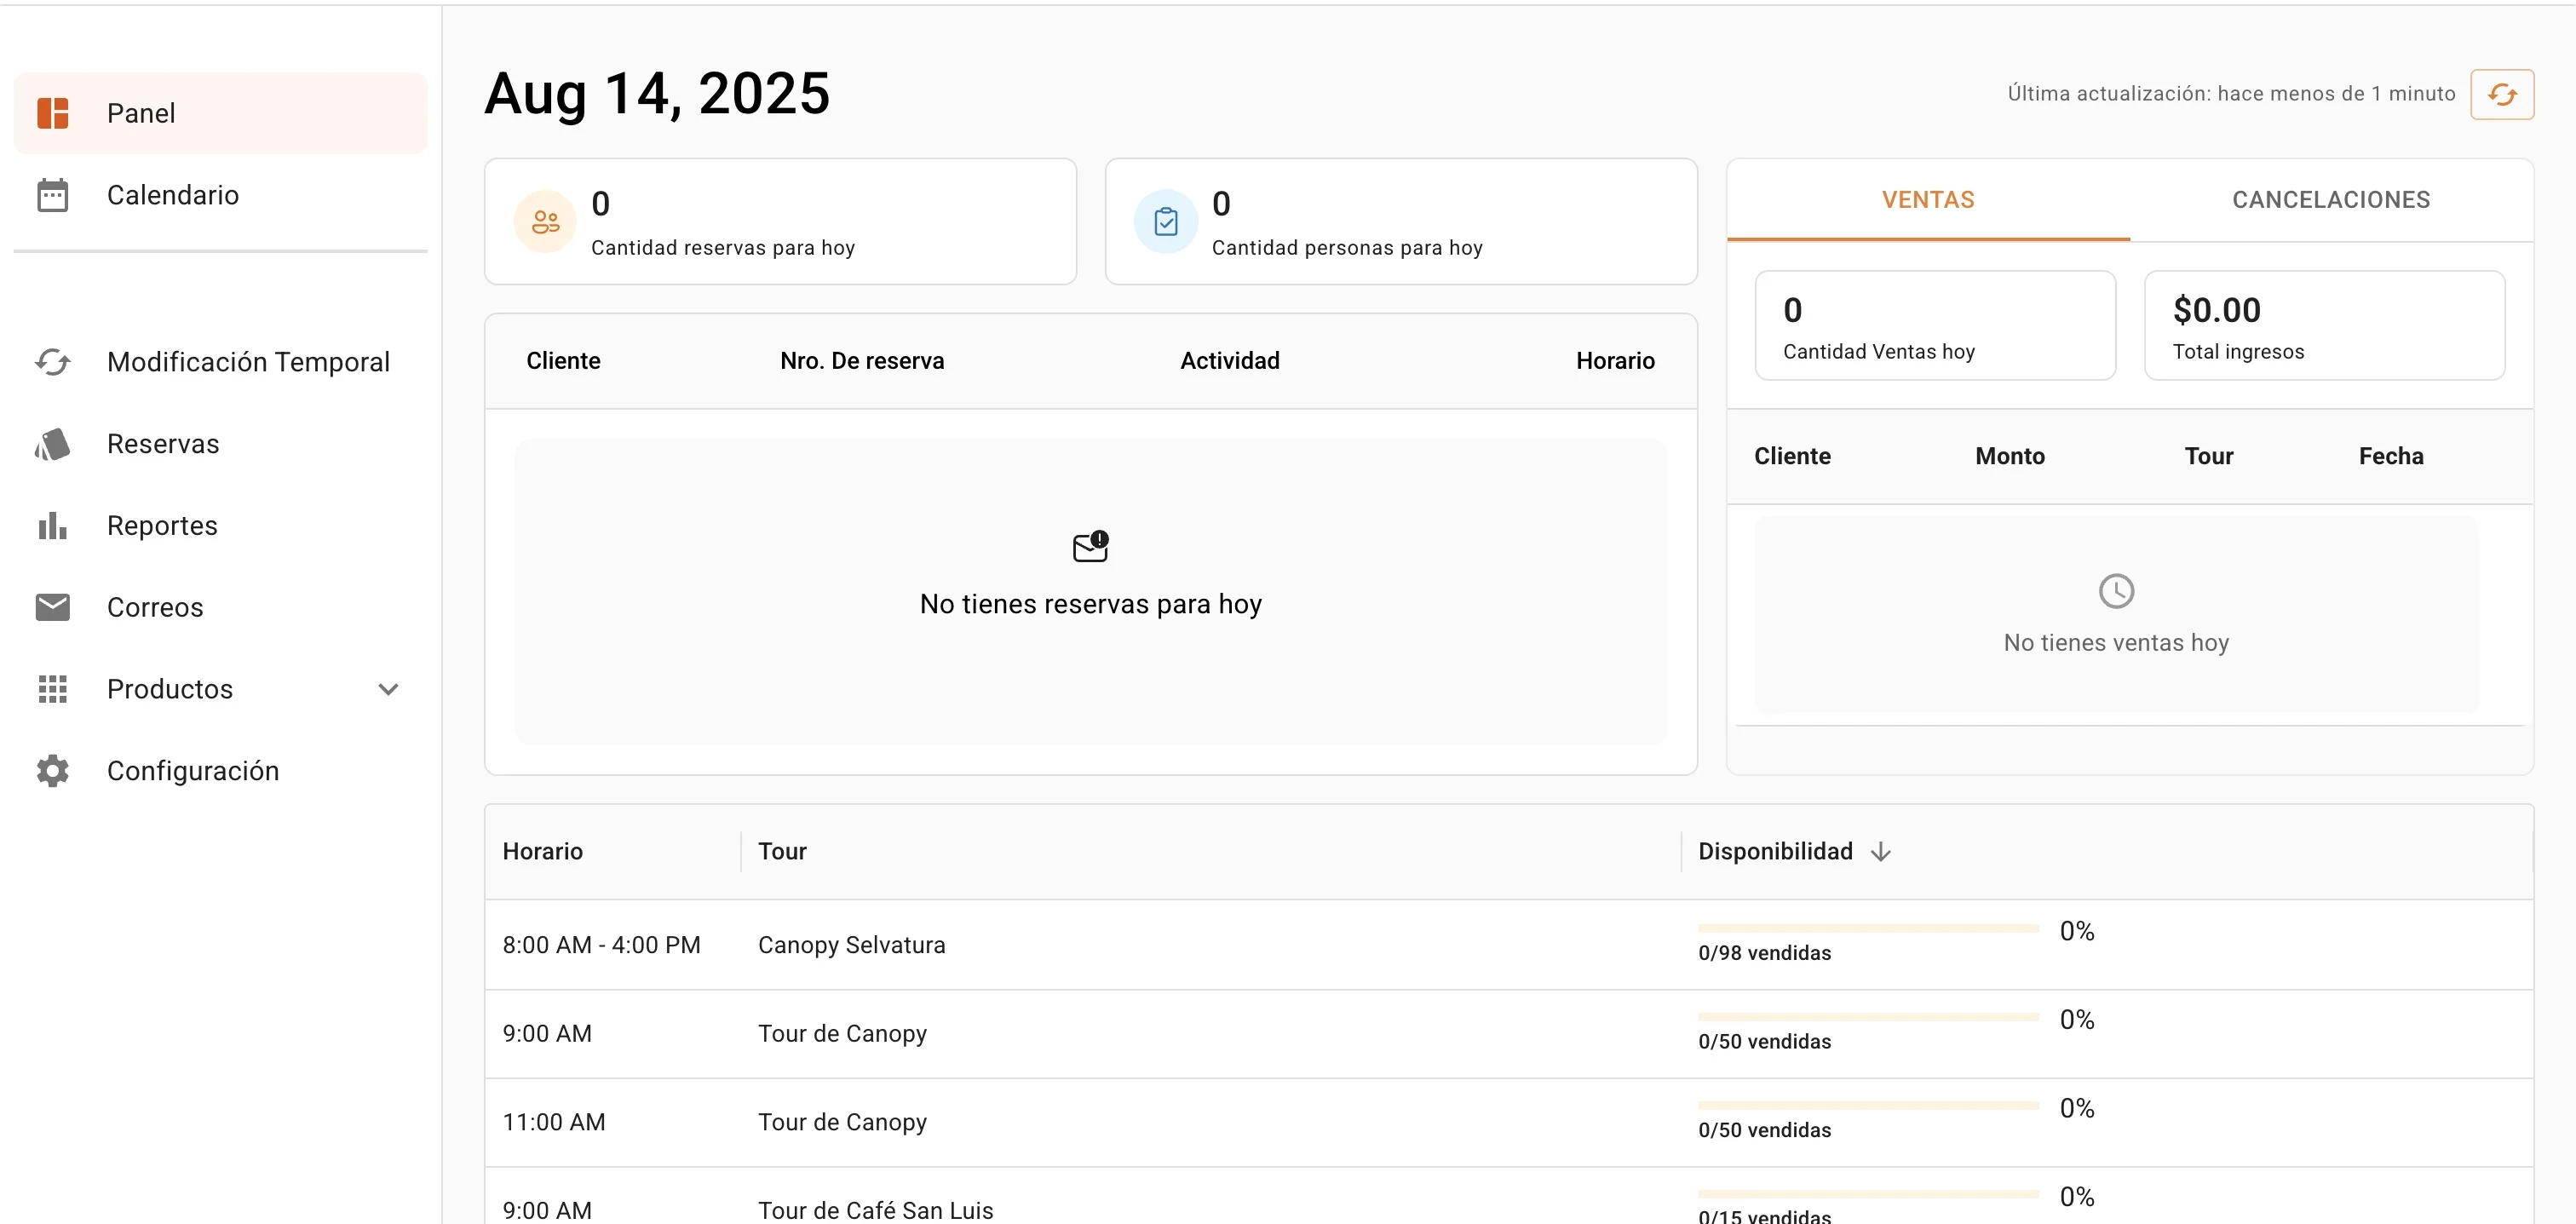 Panel
Calendario
Modificación Temporal
Reservas
Reportes
Correos
Productos
Configuración
Aug 14, 2025
Última actualización: hace menos de 1 minuto
0
Cantidad reservas para hoy
0
Cantidad personas para hoy
Cliente Nro. De reserva Actividad Horario
No tienes reservas para hoy
VENTAS CANCELACIONES
0
Cantidad Ventas hoy
$0.00
Total ingresos
Cliente Monto Tour Fecha
No tienes ventas hoy
Horario Tour Disponibilidad
8:00 AM - 4:00 PM Canopy Selvatura 0%
0/98 vendidas
9:00 AM Tour de Canopy 0%
0/50 vendidas
11:00 AM Tour de Canopy 0%
0/50 vendidas
9:00 AM Tour de Café San Luis 0%
0/15 vendidas